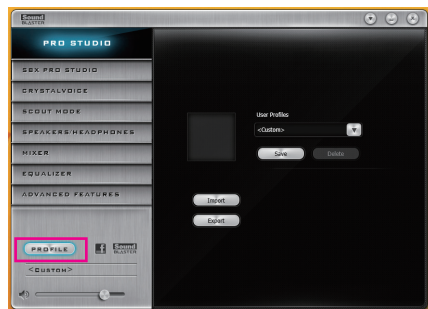 Sound
BLASTER
PRO STUDIO
SBX PRO STUDIO
CRYSTALVOICE
SCOUT MODE
SPEAKERS/HEADPHONES
MIXER
EQUALIZER
ADVANCED FEATURES
PROFILE
f
Sound
BLASTER
<Custom>
User Profiles
<Custom>
Save
Delete
Import
Export